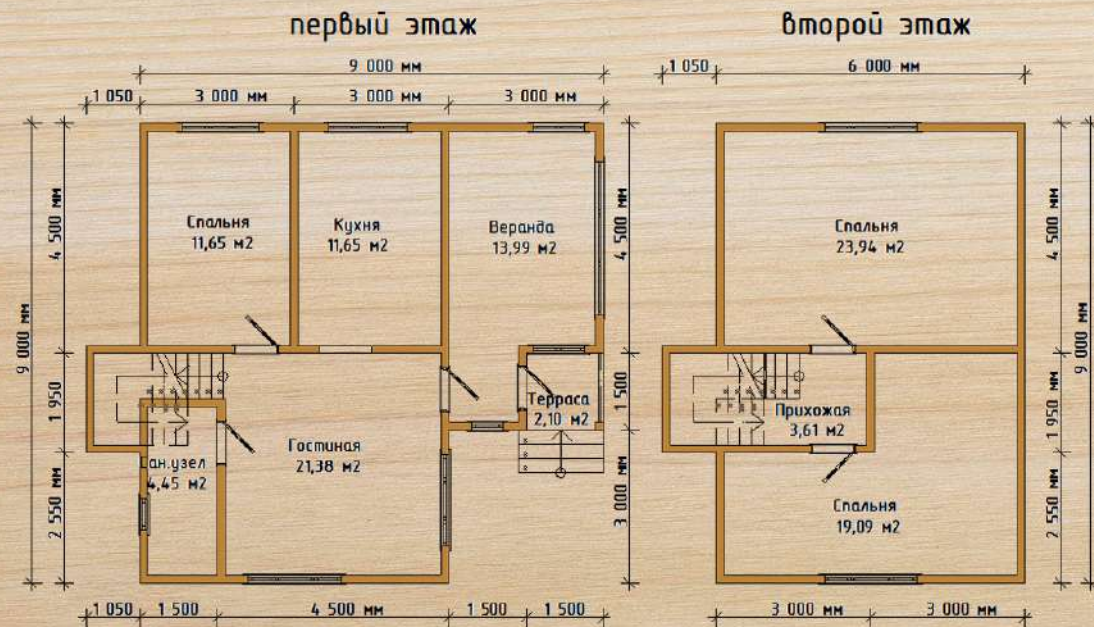 первый этаж
второй этаж
9 000 мм
1 050
6 000 мм
1 050
3 000 мм
3 000 мм
3 000 мм
9 000 мм
4 500 мм
1 950
2 550 мм
Спальня
11,65 м2
Кухня
11,65 м2
Веранда
13,99 м2
4 500 мм
1 500
3 000 мм
Терраса
2,10 м2
Гостиная
21,38 м2
Сан.узел
4,45 м2
1 050
1 500
4 500 мм
1 500
1 500
Спальня
23,94 м2
Прихожая
3,61 м2
Спальня
19,09 м2
4 500 мм
1 950 мм
2 550 мм
9 000 мм
3 000 мм
3 000 мм